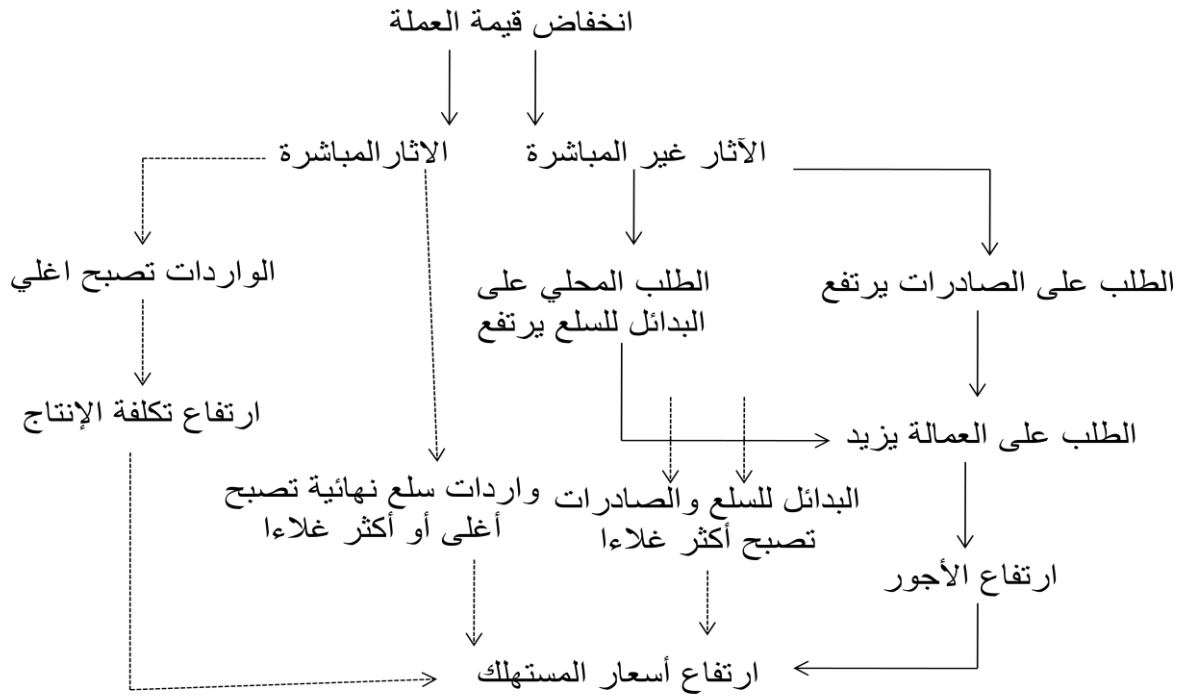 انخفاض قيمة العملة
الآثار غير المباشرة
الاثارالمباشرة
الطلب على الصادرات يرتفع
الطلب المحلي على
البدائل للسلع يرتفع
الواردات تصبح اغلي
الطلب على العمالة يزيد
ارتفاع تكلفة الإنتاج
البدائل للسلع والصادرات
تصبح أكثر غلاءا
واردات سلع نهائية تصبح
أغلى أو أكثر غلاءا
ارتفاع الأجور
ارتفاع أسعار المستهلك